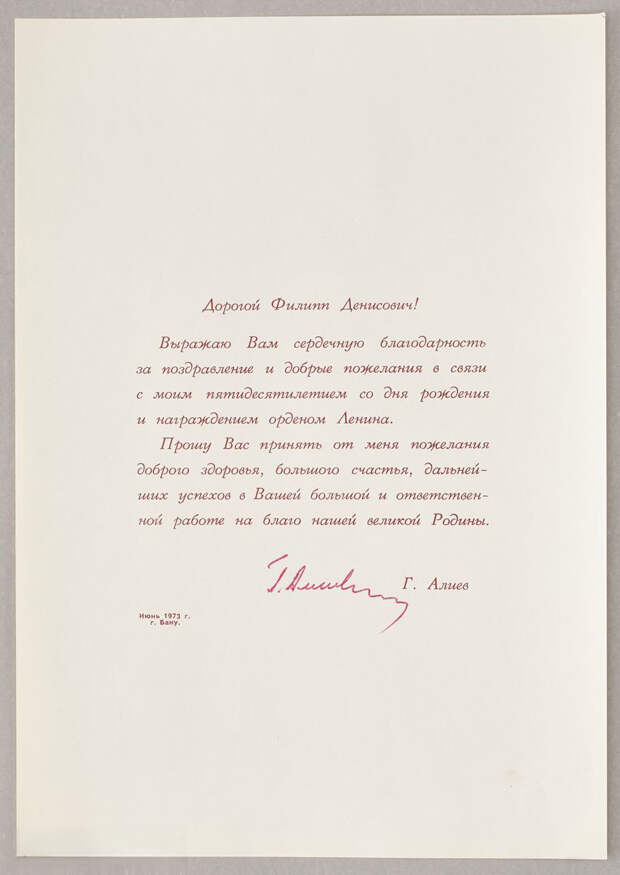 Дорогой Филипп Денисович!
Выражаю Вам сердечную благодарность
за поздравление и добрые пожелания в связи
с моим пятидесятилетием со дня рождения
и награждением орденом Ленина.
Прошу Вас принять от меня пожелания
доброго здоровья, большого счастья, дальней-
ших успехов в Вашей большой и ответствен-
ной работе на благо нашей великой Родины.
Г. Алиев
Г. Алиев
Июнь 1973 г.
г. Баку.